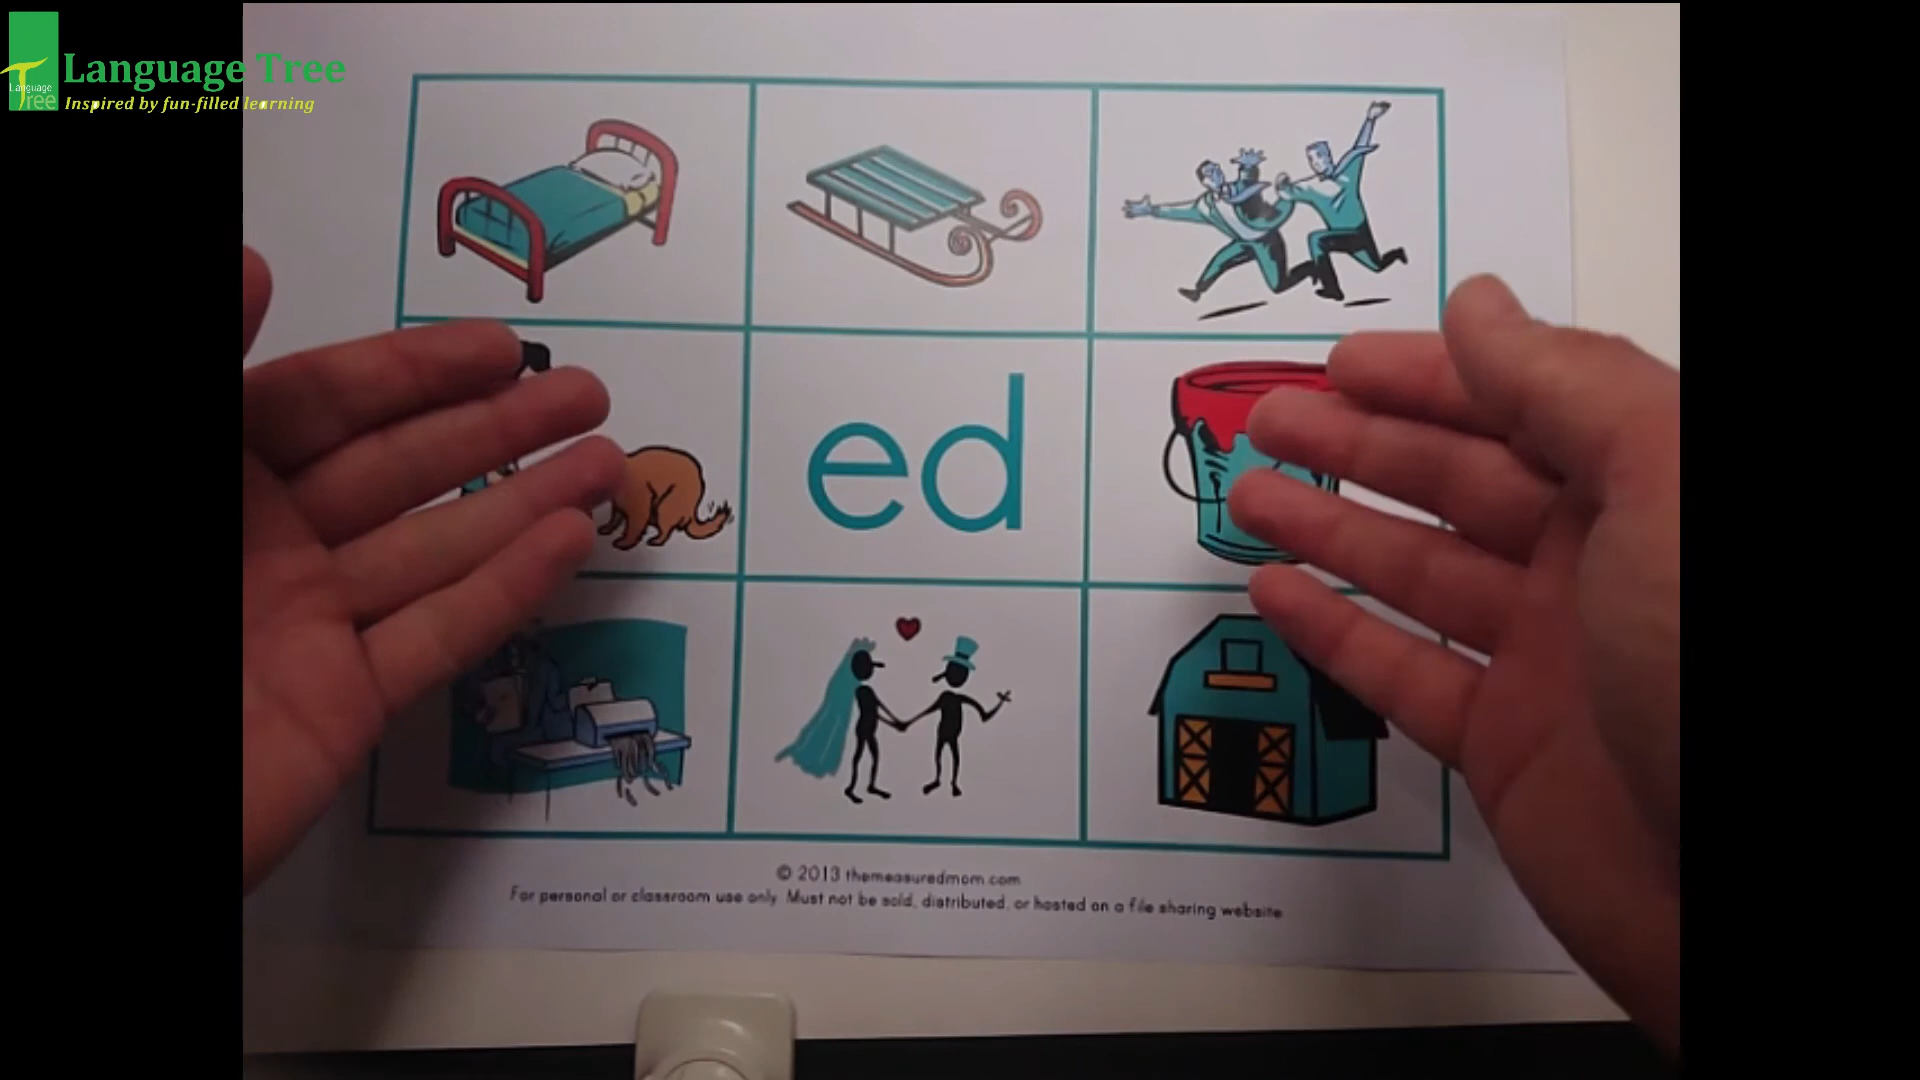 Language Tree
Language
Tree
Inspired by fun-filled learning
ed
© 2013 themeasuredmom.com
For personal or classroom use only. Must not be sold, distributed, or hosted on a file sharing website.